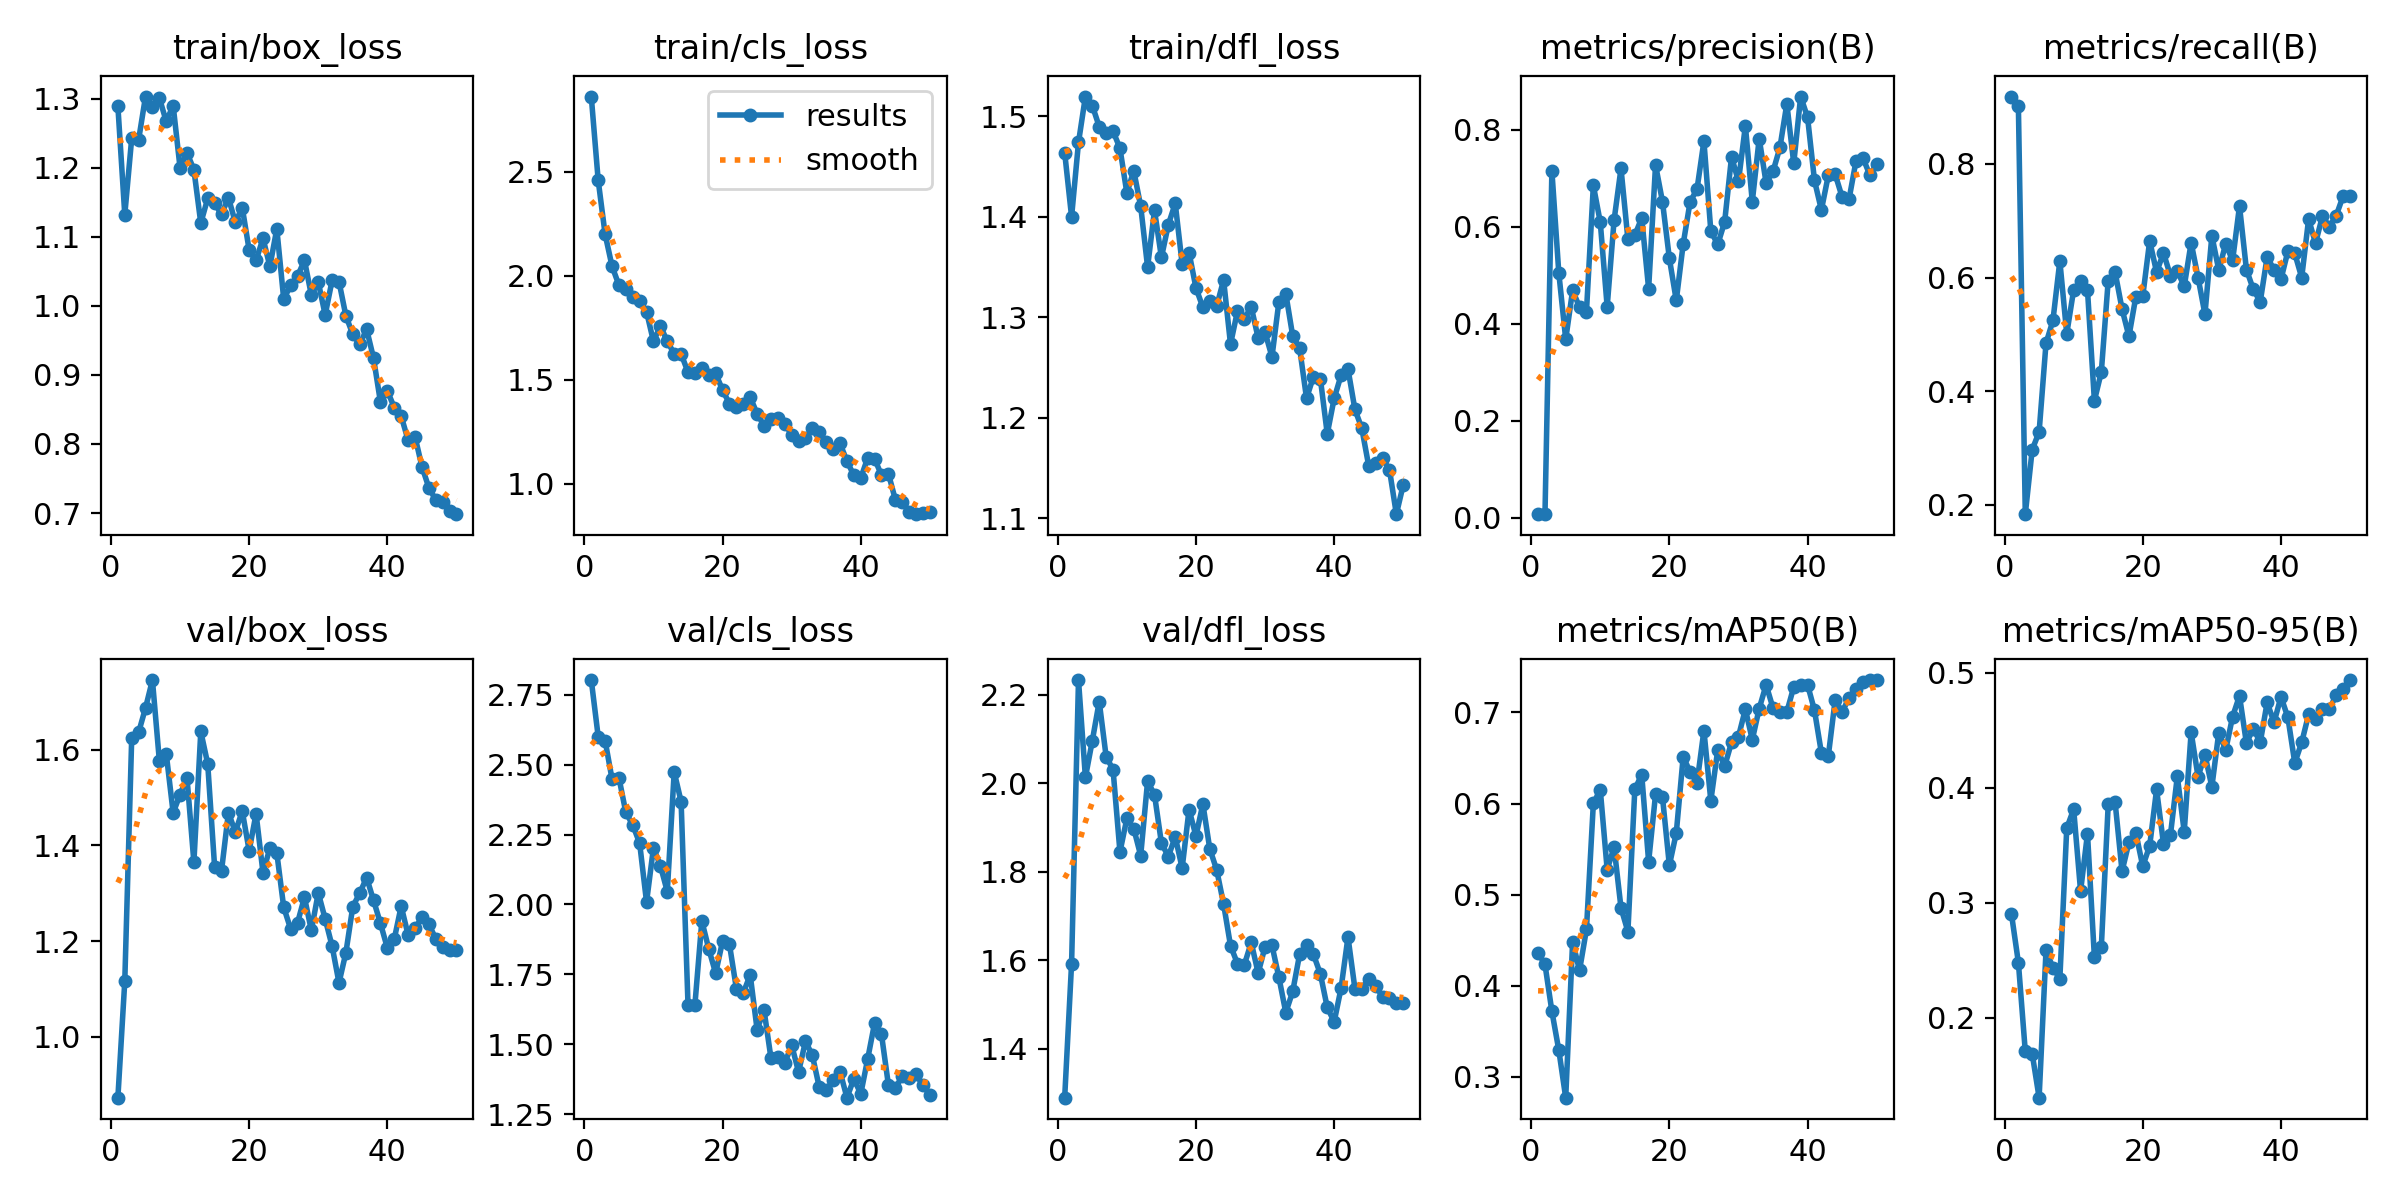 train/box_loss
1.3
1.2
1.1
1.0
0.9
0.8
0.7
0 20 40
train/cls_loss
results
smooth
2.5
2.0
1.5
1.0
0 20 40
train/dfl_loss
1.5
1.4
1.3
1.2
1.1
0 20 40
metrics/precision(B)
0.8
0.6
0.4
0.2
0.0
0 20 40
metrics/recall(B)
0.8
0.6
0.4
0.2
0 20 40
val/box_loss
1.6
1.4
1.2
1.0
0 20 40
val/cls_loss
2.75
2.50
2.25
2.00
1.75
1.50
1.25
0 20 40
val/dfl_loss
2.2
2.0
1.8
1.6
1.4
0 20 40
metrics/mAP50(B)
0.7
0.6
0.5
0.4
0.3
0 20 40
metrics/mAP50-95(B)
0.5
0.4
0.3
0.2
0 20 40